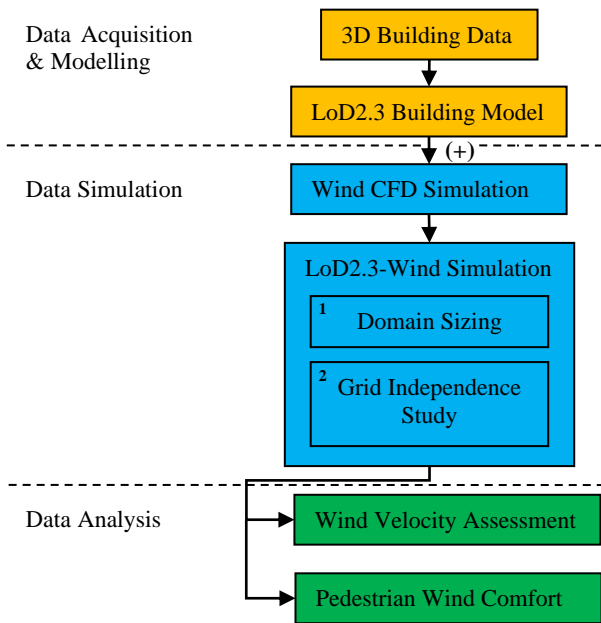 Data Acquisition
& Modelling
3D Building Data
LoD2.3 Building Model
(+)
Data Simulation
Wind CFD Simulation
LoD2.3-Wind Simulation
1
Domain Sizing
2
Grid Independence
Study
Data Analysis
Wind Velocity Assessment
Pedestrian Wind Comfort